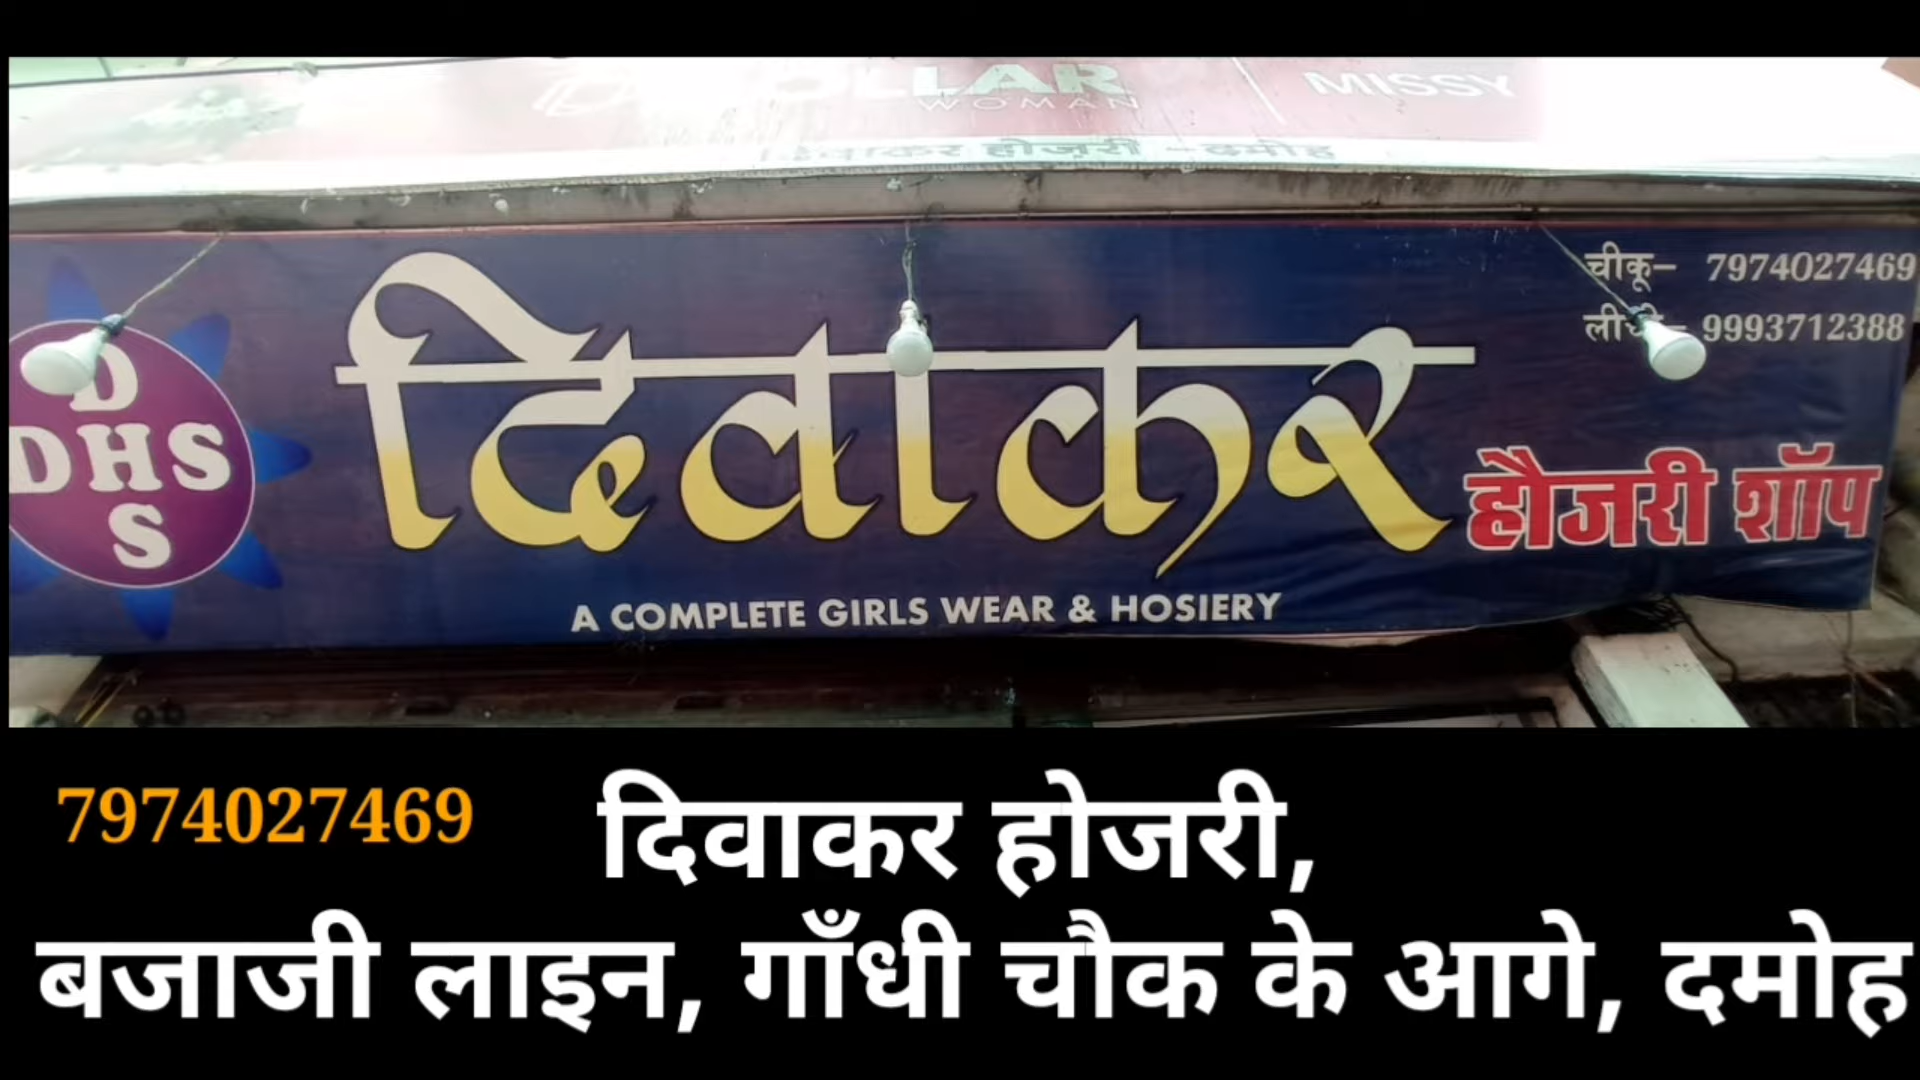 DOLLAR
WOMAN
MISSY
दिवाकर होजरी - दमोह
चीकू- 7974027469
9993712388
D
DHS
S
दिवाकर
हौजरी शॉप
A COMPLETE GIRLS WEAR & HOSIERY
7974027469
दिवाकर होजरी,
बजाजी लाइन, गाँधी चौक के आगे, दमोह